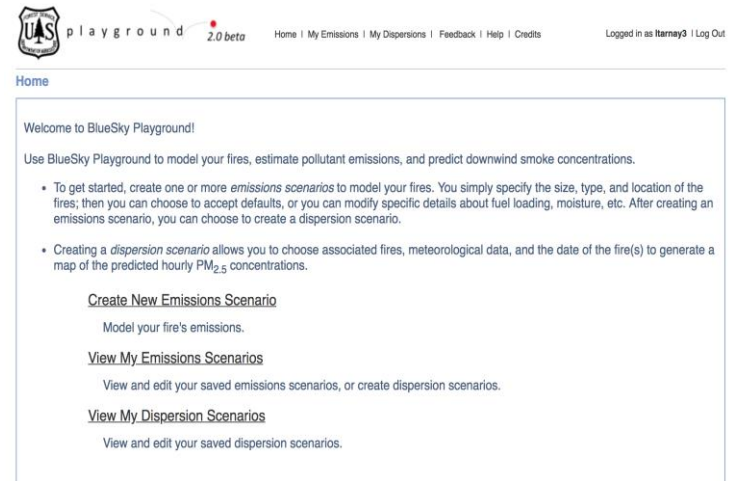 FOREST SERVICE
UAS
DEPARTMENT OF AGRICULTURE
playground 2.0 beta
Home | My Emissions | My Dispersions | Feedback | Help | Credits
Logged in as ltarnay3 | Log Out
Home
Welcome to BlueSky Playground!
Use BlueSky Playground to model your fires, estimate pollutant emissions, and predict downwind smoke concentrations.
• To get started, create one or more emissions scenarios to model your fires. You simply specify the size, type, and location of the
fires; then you can choose to accept defaults, or you can modify specific details about fuel loading, moisture, etc. After creating an
emissions scenario, you can choose to create a dispersion scenario.
• Creating a dispersion scenario allows you to choose associated fires, meteorological data, and the date of the fire(s) to generate a
map of the predicted hourly PM2.5 concentrations.
Create New Emissions Scenario
Model your fire's emissions.
View My Emissions Scenarios
View and edit your saved emissions scenarios, or create dispersion scenarios.
View My Dispersion Scenarios
View and edit your saved dispersion scenarios.